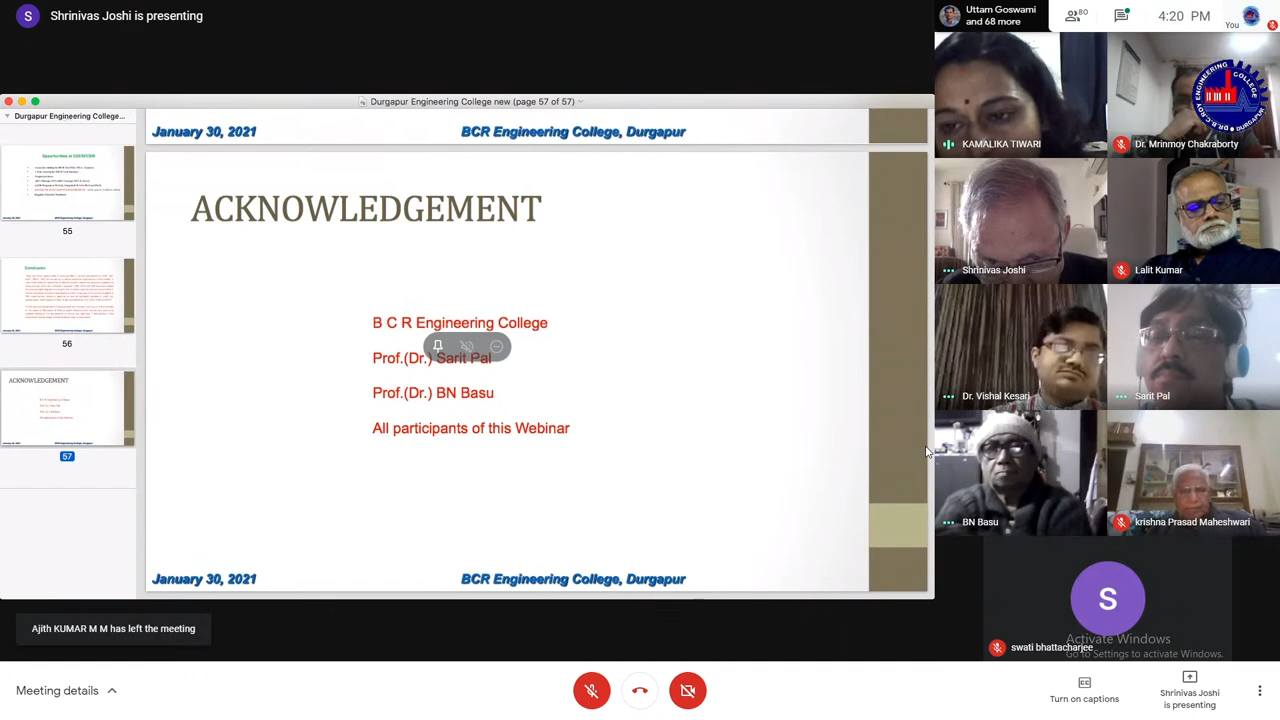 S
Shrinivas Joshi is presenting
Uttam Goswami
and 68 more
80
4:20 PM
You
Durgapur Engineering College new (page 57 of 57)
Durgapur Engineering College...
January 30, 2021
BCR Engineering College, Durgapur
55
Conclusion
56
ACKNOWLEDGEMENT
57
ACKNOWLEDGEMENT
B C R Engineering College
Prof.(Dr.) Sarit Pal
Prof.(Dr.) BN Basu
All participants of this Webinar
January 30, 2021
BCR Engineering College, Durgapur
KAMALIKA TIWARI
Dr. Mrinmoy Chakraborty
Shrinivas Joshi
Lalit Kumar
Dr. Vishal Kesari
Sarit Pal
BN Basu
krishna Prasad Maheshwari
S
swati bhattacharjee
Activate Windows
Go to Settings to activate Windows.
Ajith KUMAR M M has left the meeting
Meeting details
CC
Turn on captions
Shrinivas Joshi
is presenting